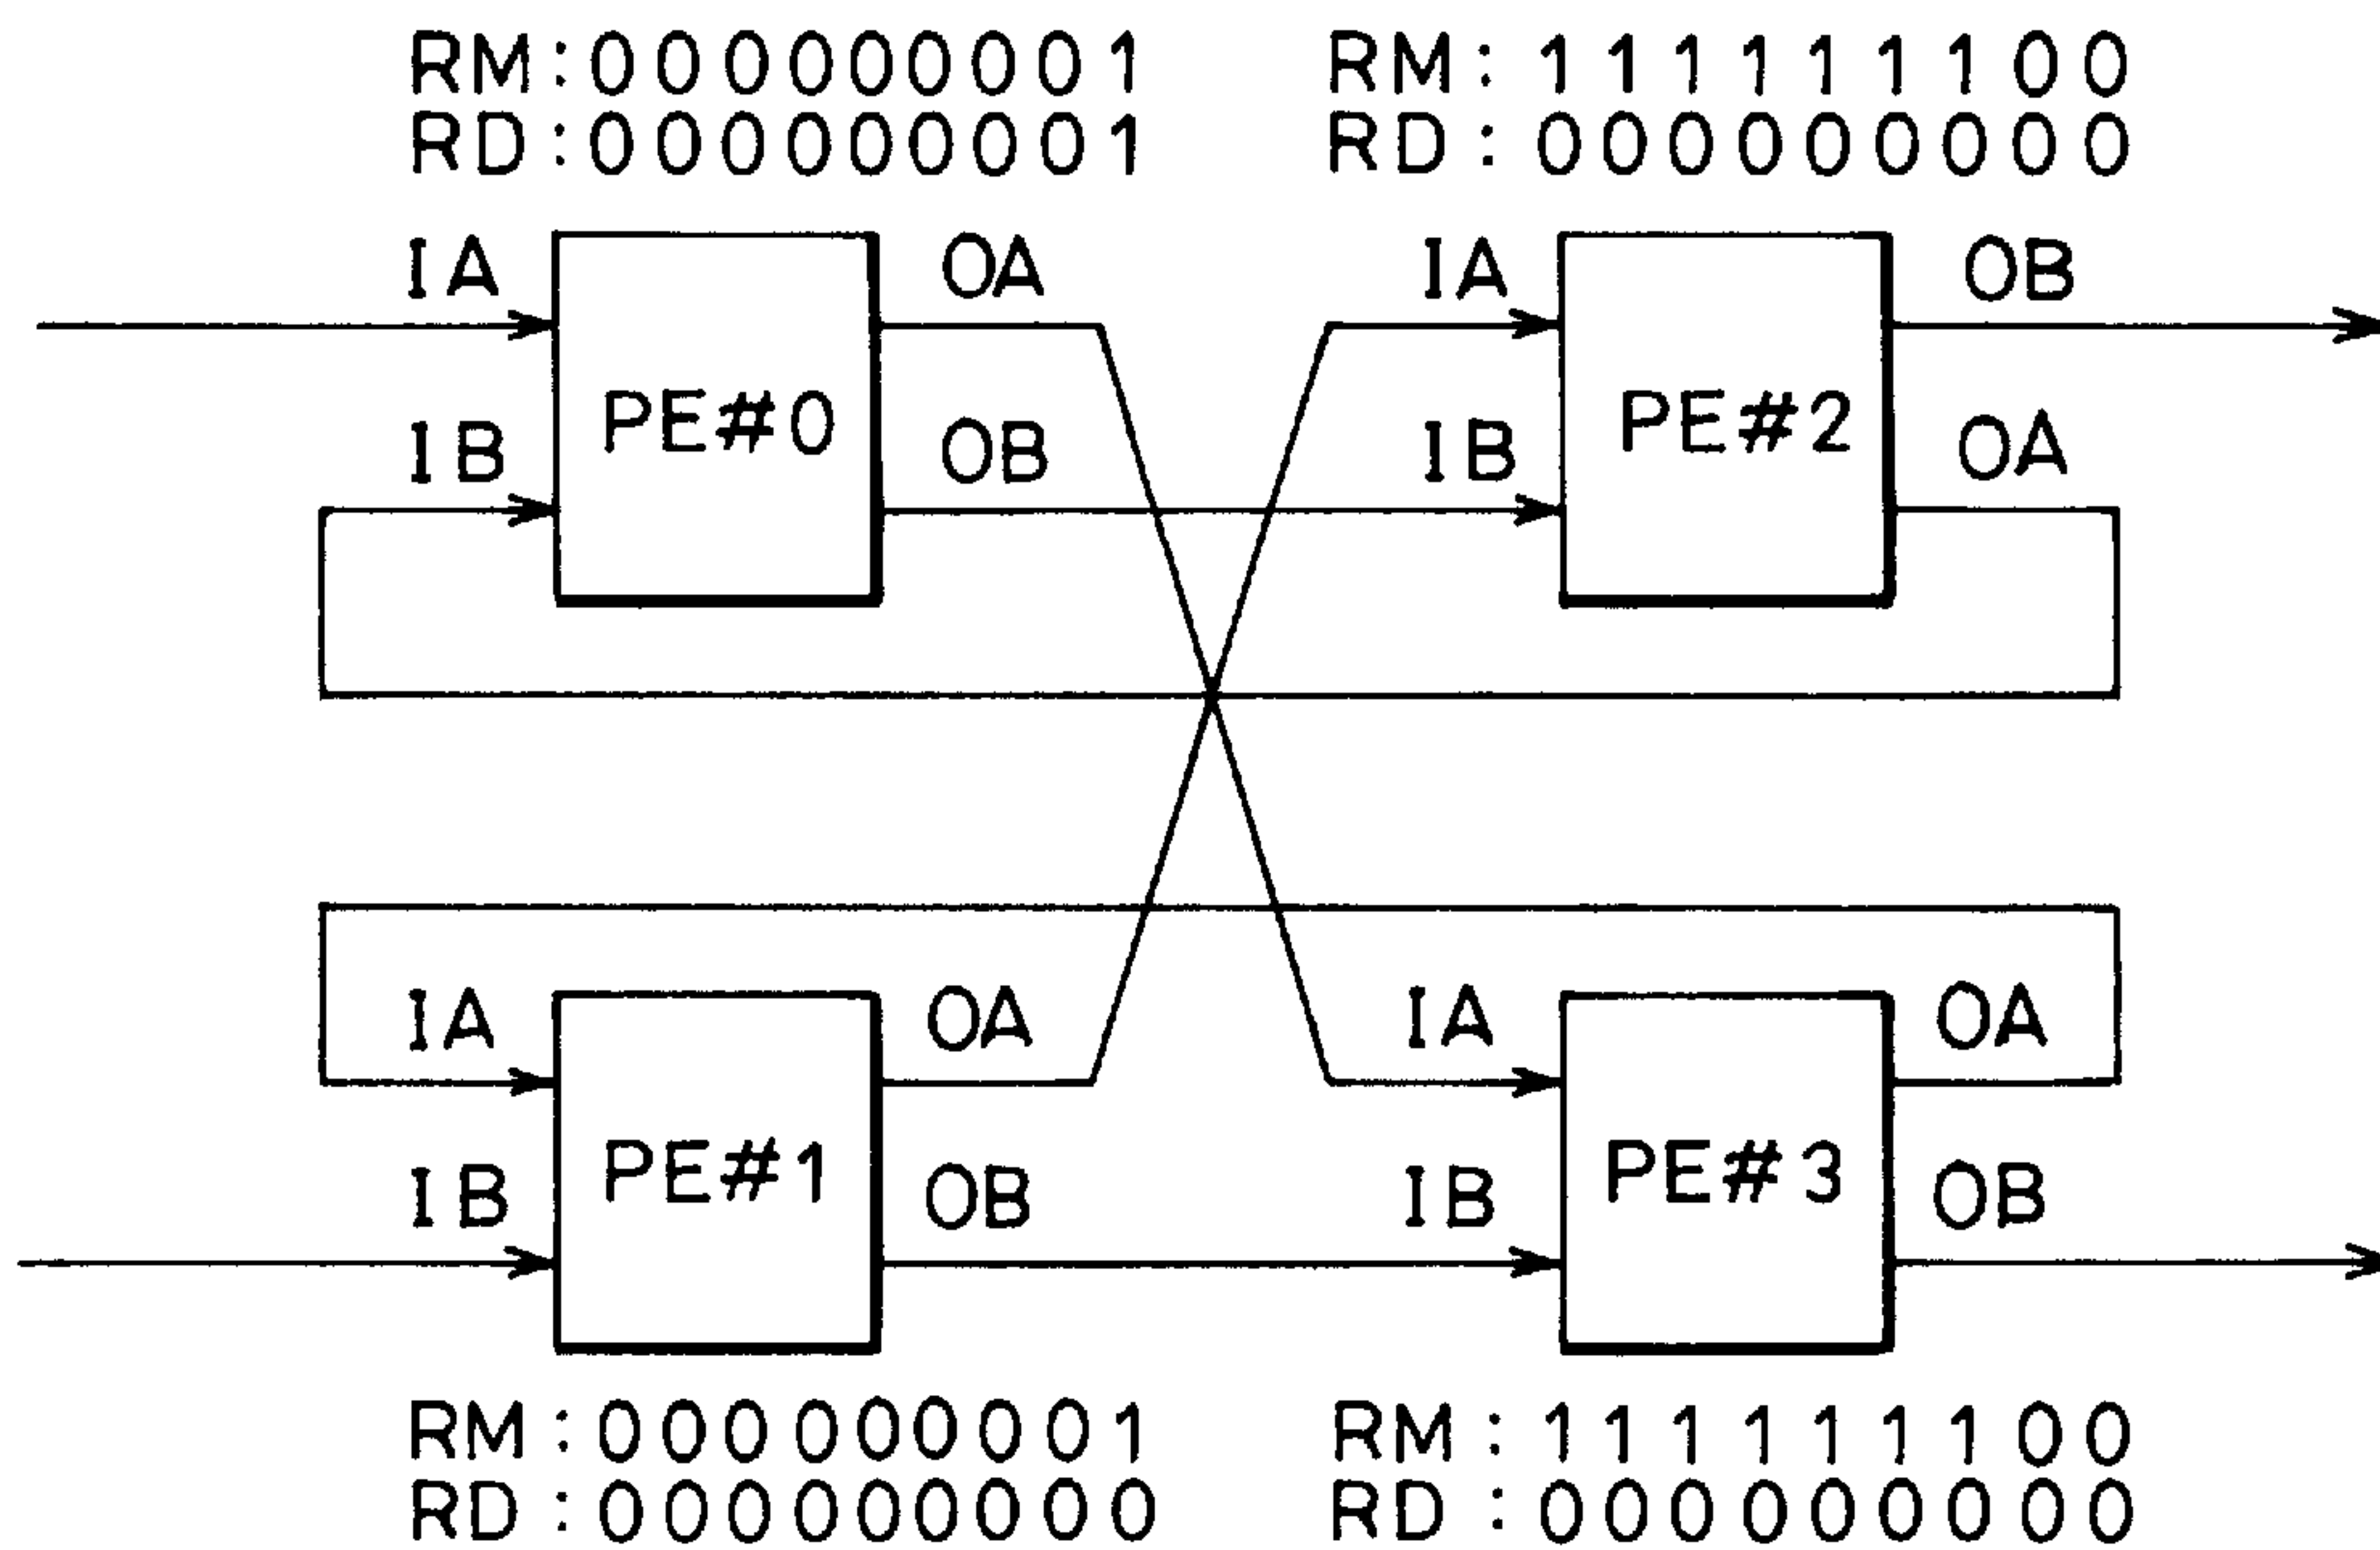 RM:000000001 RM:111111100
RD:000000001 RD:000000000
IA OA IA OB
PE#0 PE#2
IB OB IB OA
IA OA IA OA
PE#1 PE#3
IB OB IB OB
RM:000000001 RM:111111100
RD:000000000 RD:000000000